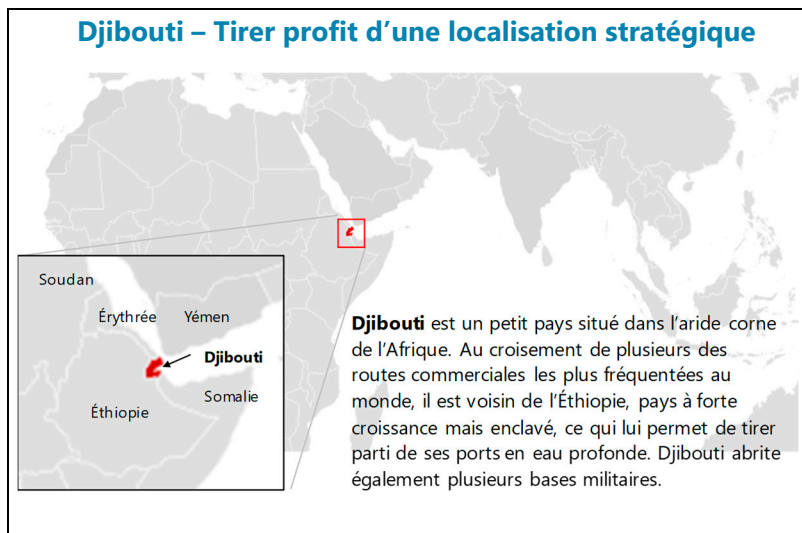 Djibouti – Tirer profit d’une localisation stratégique
Soudan
Érythrée
Yémen
Djibouti
Somalie
Éthiopie
Djibouti est un petit pays situé dans l’aride corne
de l’Afrique. Au croisement de plusieurs des
routes commerciales les plus fréquentées au
monde, il est voisin de l’Éthiopie, pays à forte
croissance mais enclavé, ce qui lui permet de tirer
parti de ses ports en eau profonde. Djibouti abrite
également plusieurs bases militaires.